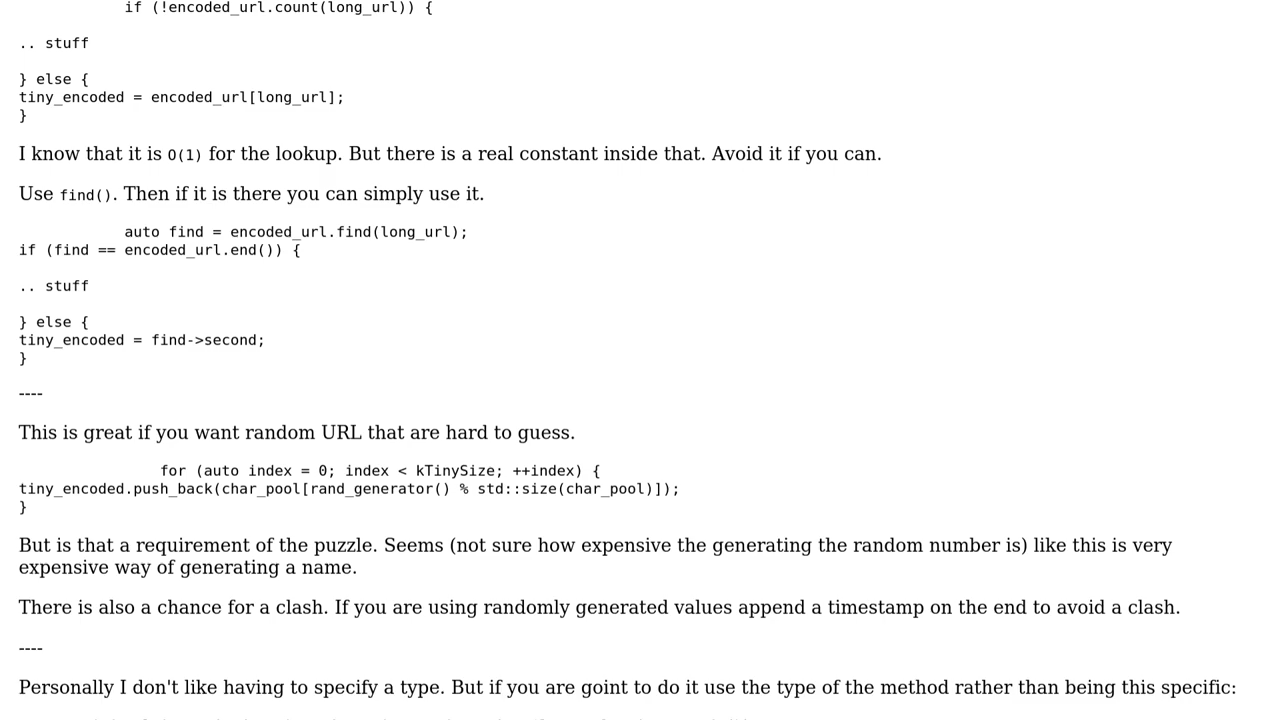 if (!encoded_url.count(long_url)) {
.. stuff
} else {
tiny_encoded = encoded_url[long_url];
}
I know that it is O(1) for the lookup. But there is a real constant inside that. Avoid it if you can.
Use find(). Then if it is there you can simply use it.
auto find = encoded_url.find(long_url);
if (find == encoded_url.end()) {
.. stuff
} else {
tiny_encoded = find->second;
}
----
This is great if you want random URL that are hard to guess.
for (auto index = 0; index < kTinySize; ++index) {
tiny_encoded.push_back(char_pool[rand_generator() % std::size(char_pool)]);
}
But is that a requirement of the puzzle. Seems (not sure how expensive the generating the random number is) like this is very
expensive way of generating a name.
There is also a chance for a clash. If you are using randomly generated values append a timestamp on the end to avoid a clash.
----
Personally I don't like having to specify a type. But if you are goint to do it use the type of the method rather than being this specific: